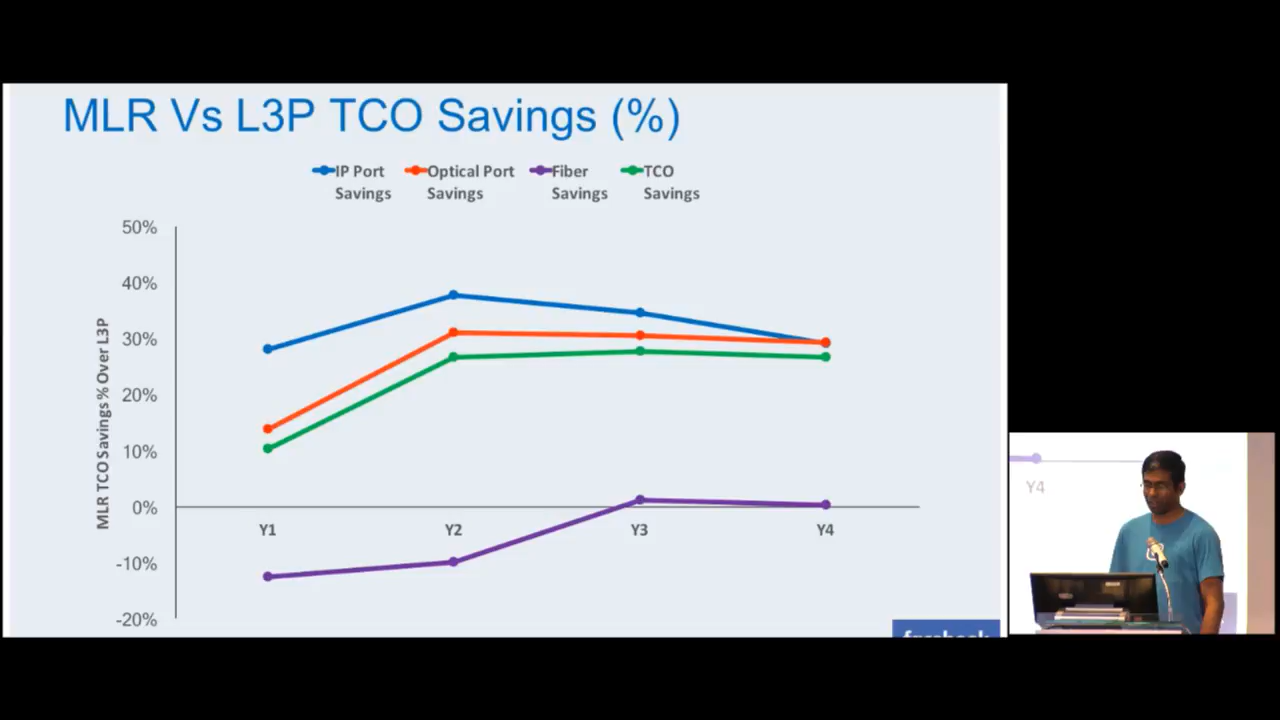 MLR Vs L3P TCO Savings (%)
IP Port Savings
Optical Port Savings
Fiber Savings
TCO Savings
MLR TCO Savings % Over L3P
50%
40%
30%
20%
10%
0%
-10%
-20%
Y1 Y2 Y3 Y4
facebook
Y4